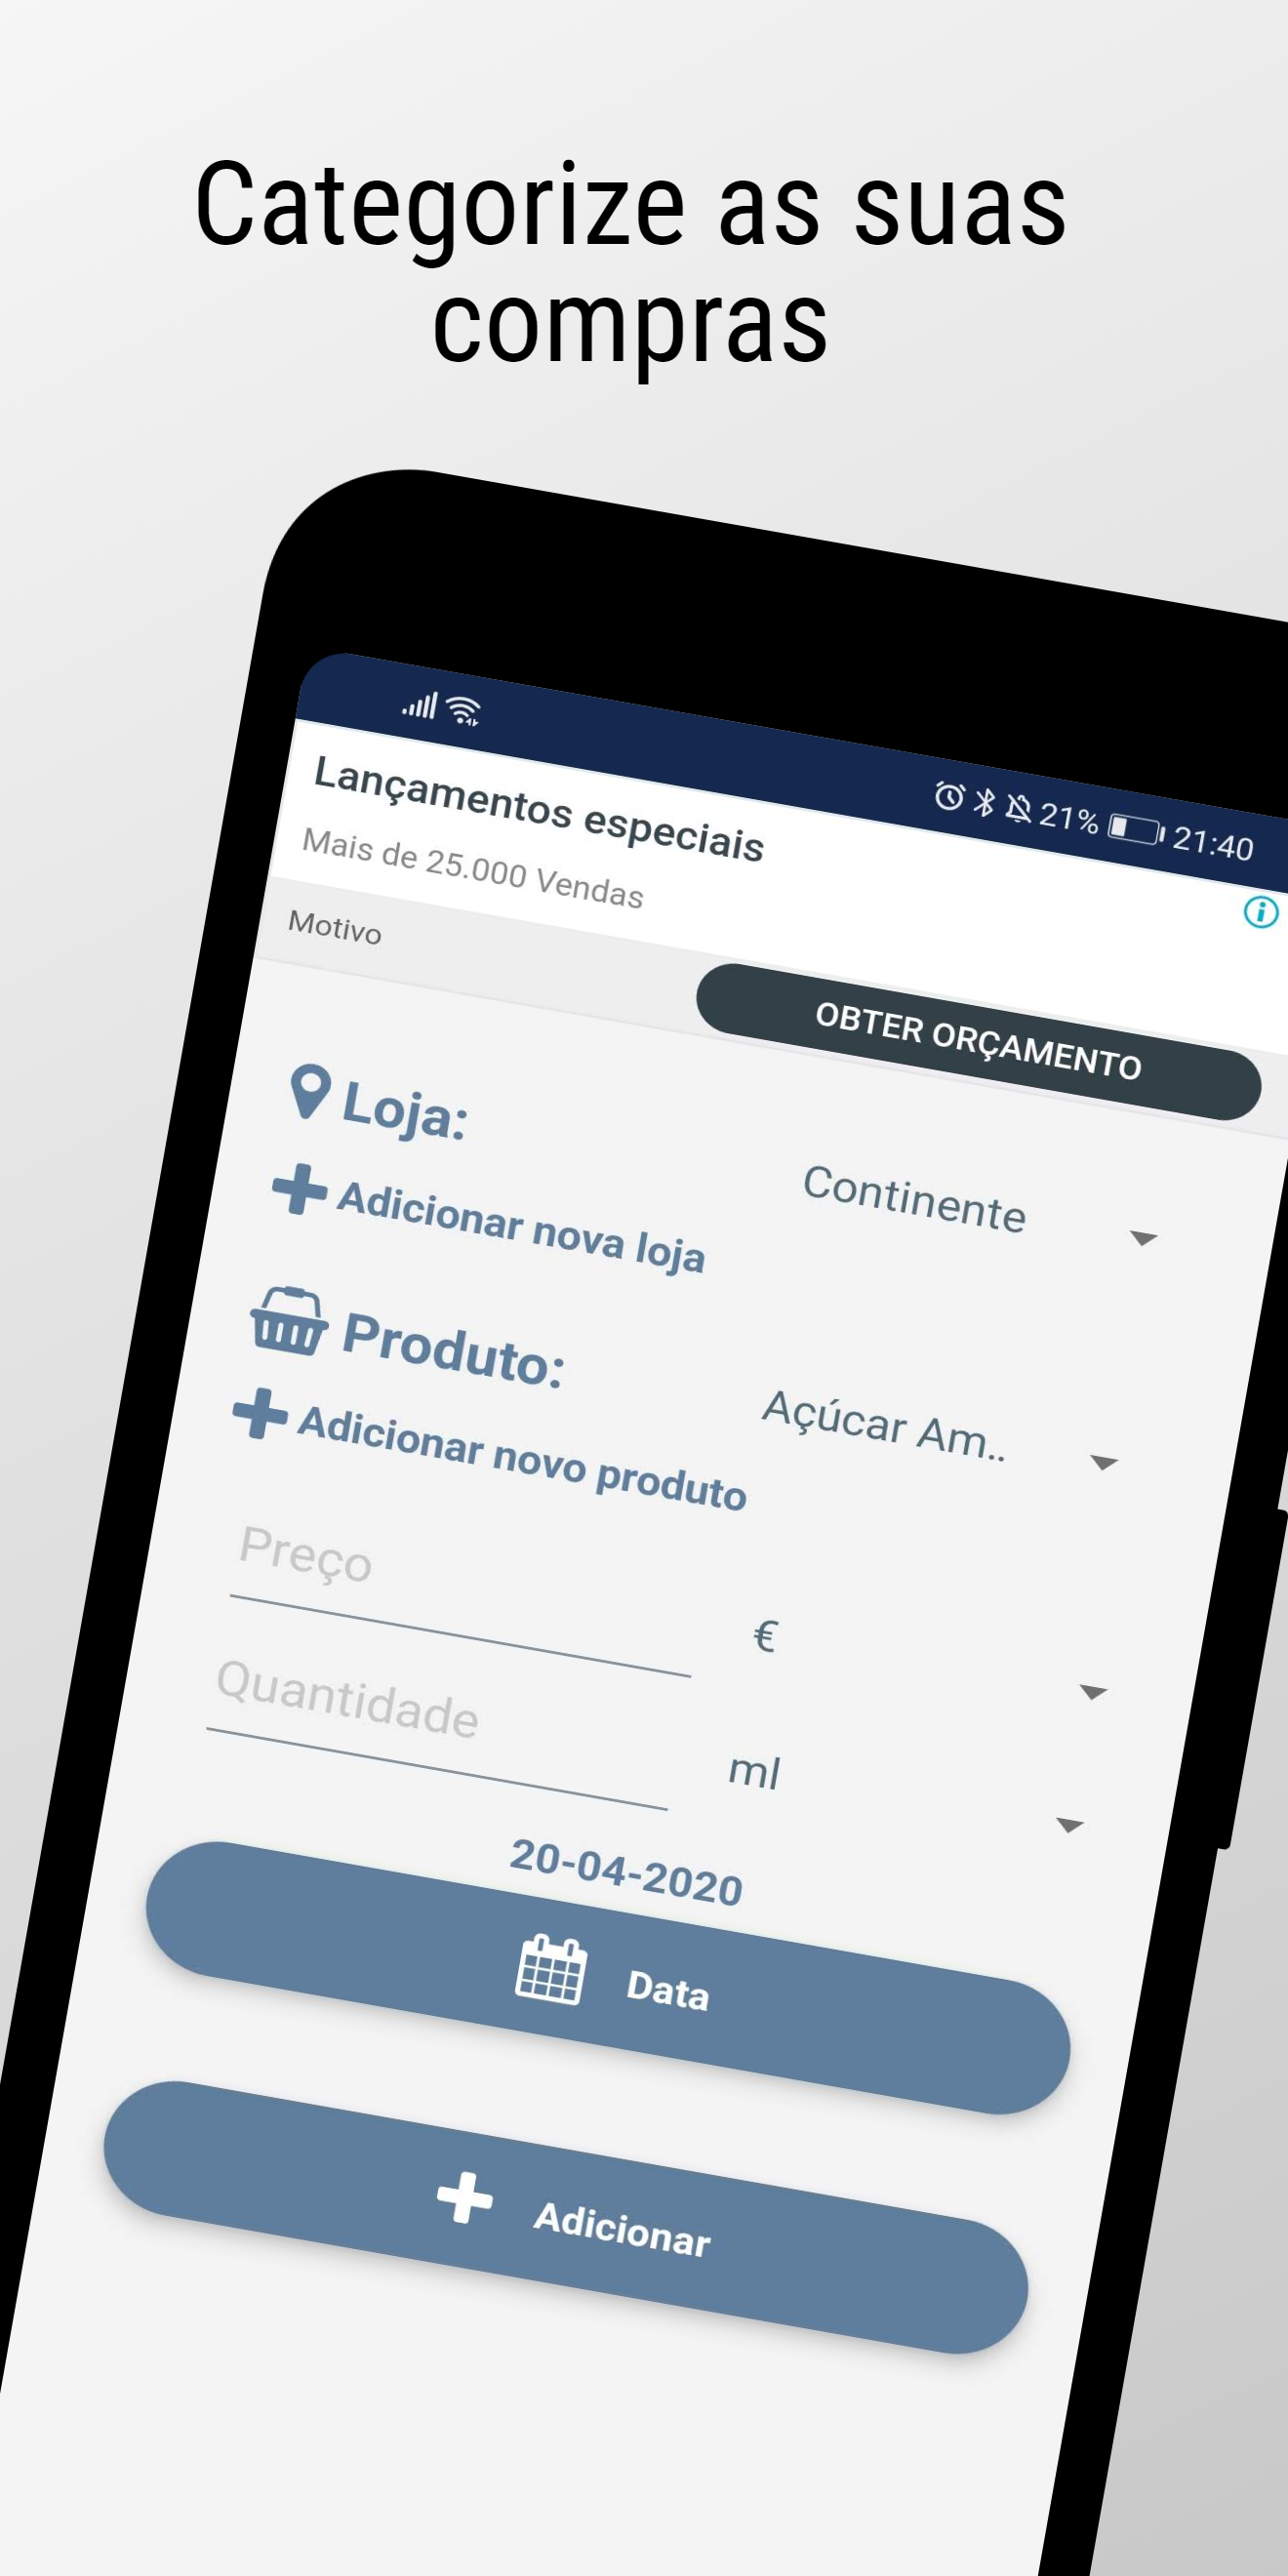 Categorize as suas
compras
21% 21:40
Lançamentos especiais
Mais de 25.000 Vendas
Motivo
OBTER ORÇAMENTO
Loja:
Continente
Adicionar nova loja
Produto:
Açúcar Am..
Adicionar novo produto
Preço
€
Quantidade
ml
20-04-2020
Data
Adicionar